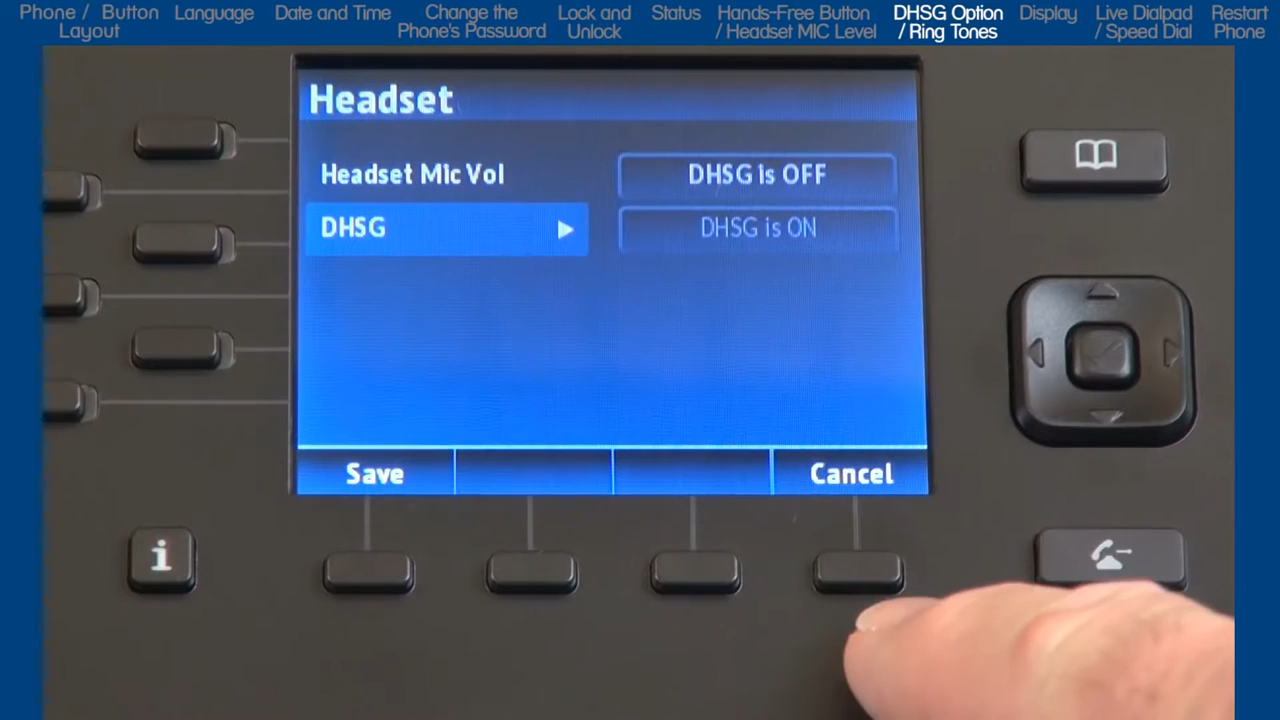 Phone / Button
Layout
Language
Date and Time
Change the
Phone's Password
Lock and
Unlock
Status
Hands-Free Button
/ Headset MIC Level
DHSG Option
/ Ring Tones
Display
Live Dialpad
/ Speed Dial
Restart
Phone
Headset
Headset Mic Vol
DHSG is OFF
DHSG
DHSG is ON
Save
Cancel
i